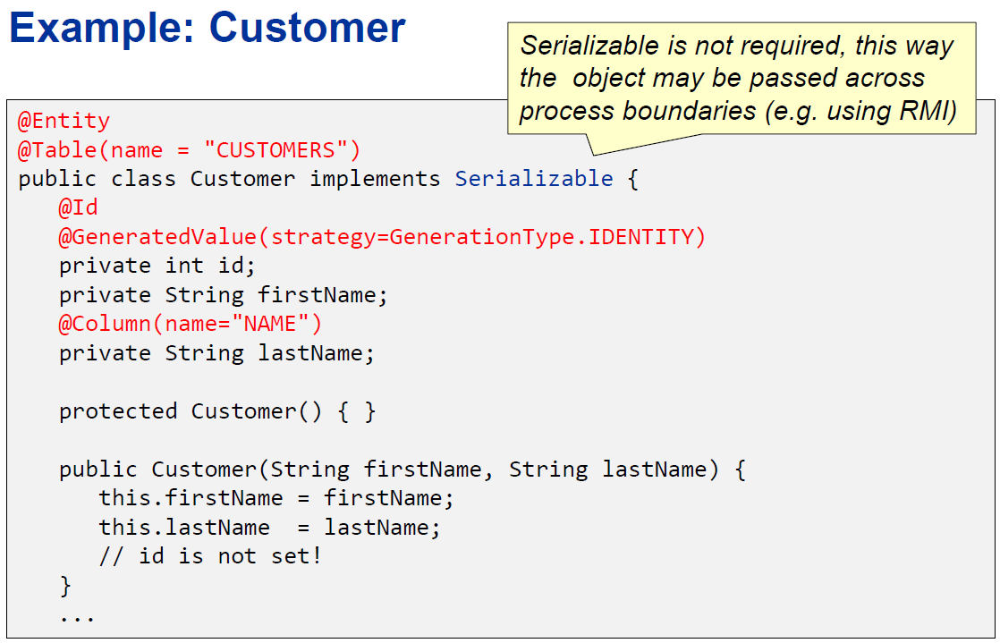 Example: Customer
Serializable is not required, this way
the object may be passed across
process boundaries (e.g. using RMI)
@Entity
@Table(name = "CUSTOMERS")
public class Customer implements Serializable {
   @Id
   @GeneratedValue(strategy=GenerationType.IDENTITY)
   private int id;
   private String firstName;
   @Column(name="NAME")
   private String lastName;

   protected Customer() { }

   public Customer(String firstName, String lastName) {
      this.firstName = firstName;
      this.lastName  = lastName;
      // id is not set!
   }
   ...